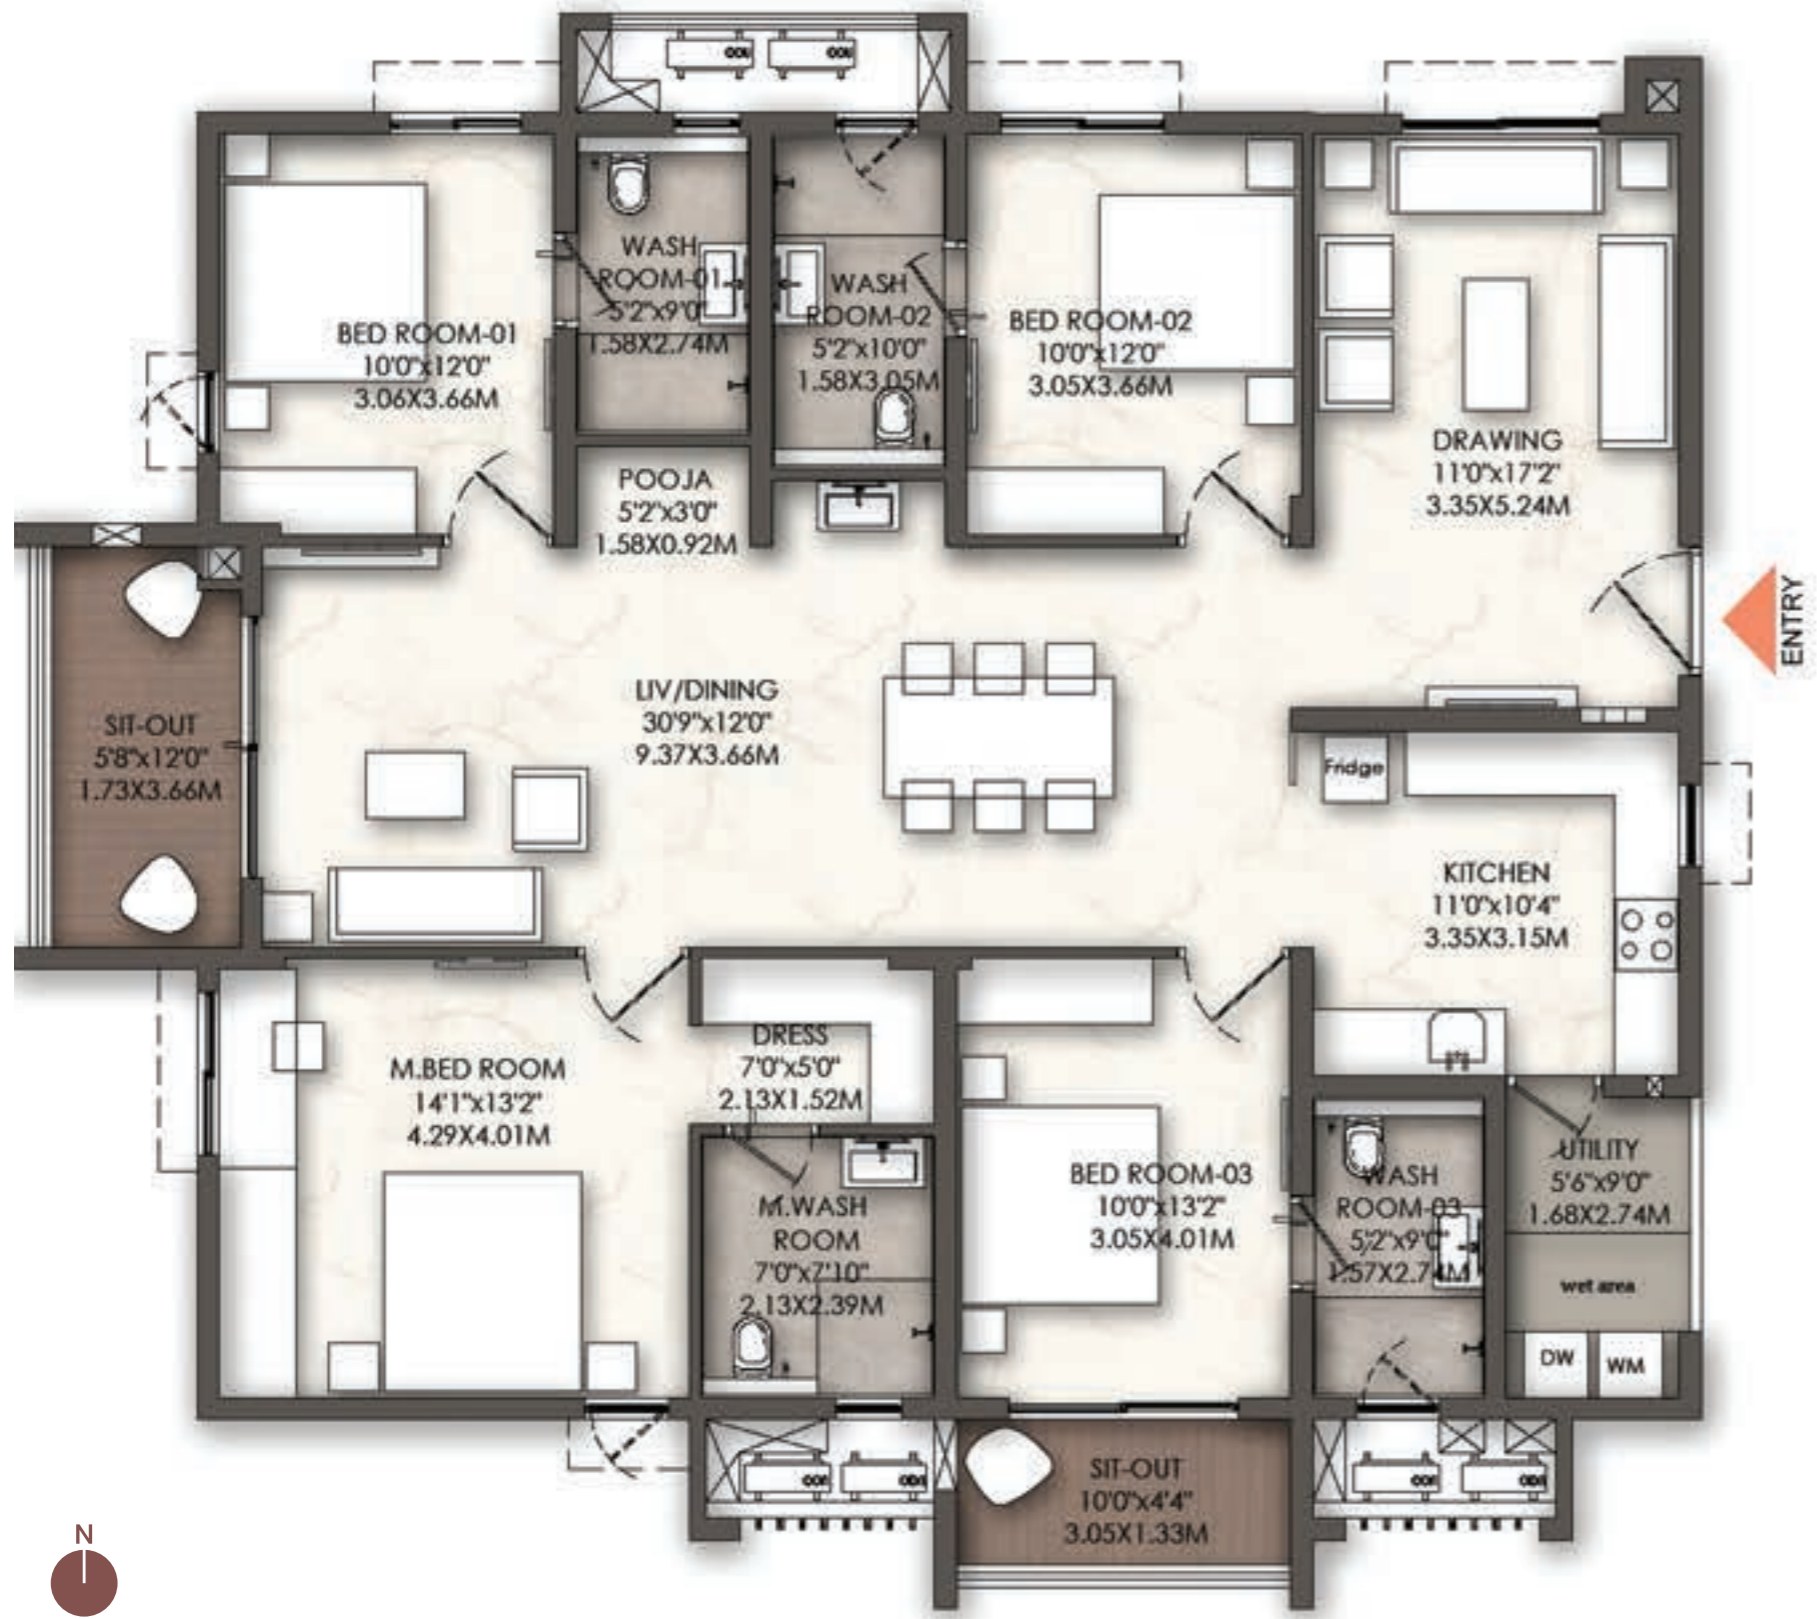 BED ROOM-01
10'0"x12'0"
3.06X3.66M
WASH
ROOM-01
5'2"x9'0"
1.58X2.74M
WASH
ROOM-02
5'2"x10'0"
1.58X3.05M
BED ROOM-02
10'0"x12'0"
3.05X3.66M
DRAWING
11'0"x17'2"
3.35X5.24M
POOJA
5'2"x3'0"
1.58X0.92M
ENTRY
SIT-OUT
5'8"x12'0"
1.73X3.66M
LIV/DINING
30'9"x12'0"
9.37X3.66M
Fridge
KITCHEN
11'0"x10'4"
3.35X3.15M
M.BED ROOM
14'1"x13'2"
4.29X4.01M
DRESS
7'0"x5'0"
2.13X1.52M
M.WASH
ROOM
7'0"x7'10"
2.13X2.39M
BED ROOM-03
10'0"x13'2"
3.05X4.01M
WASH
ROOM-03
5'2"x9'0"
1.57X2.74M
UTILITY
5'6"x9'0"
1.68X2.74M
wet area
DW
WM
SIT-OUT
10'0"x4'4"
3.05X1.33M
N